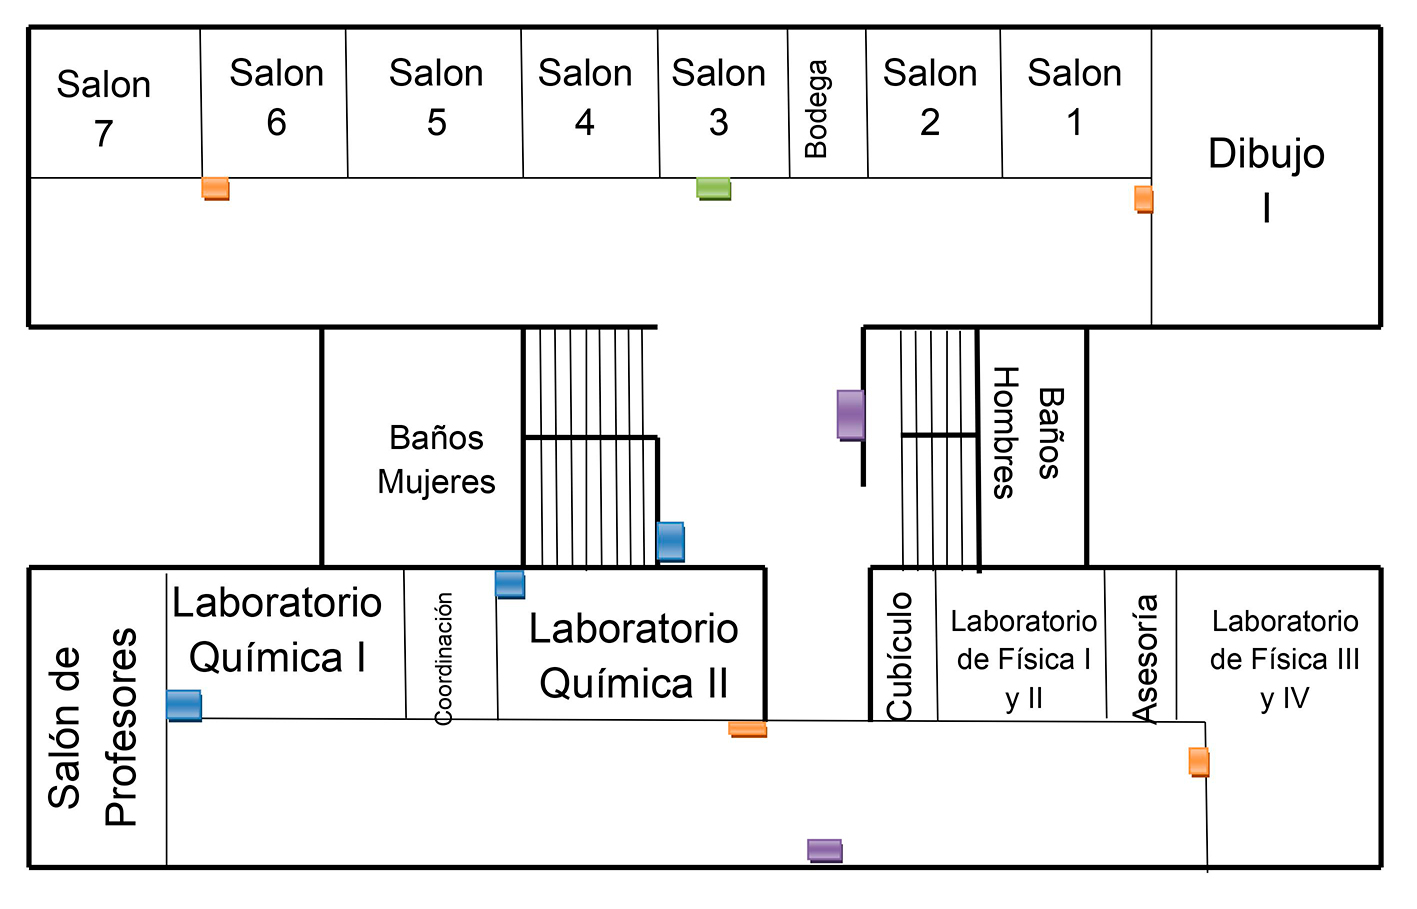 Salon
7
Salon
6
Salon
5
Salon
4
Salon
3
Bodega
Salon
2
Salon
1
Dibujo
I
Baños
Mujeres
Baños
Hombres
Salón de
Profesores
Laboratorio
Química I
Coordinación
Laboratorio
Química II
Cubículo
Laboratorio
de Física I
y II
Asesoría
Laboratorio
de Física III
y IV